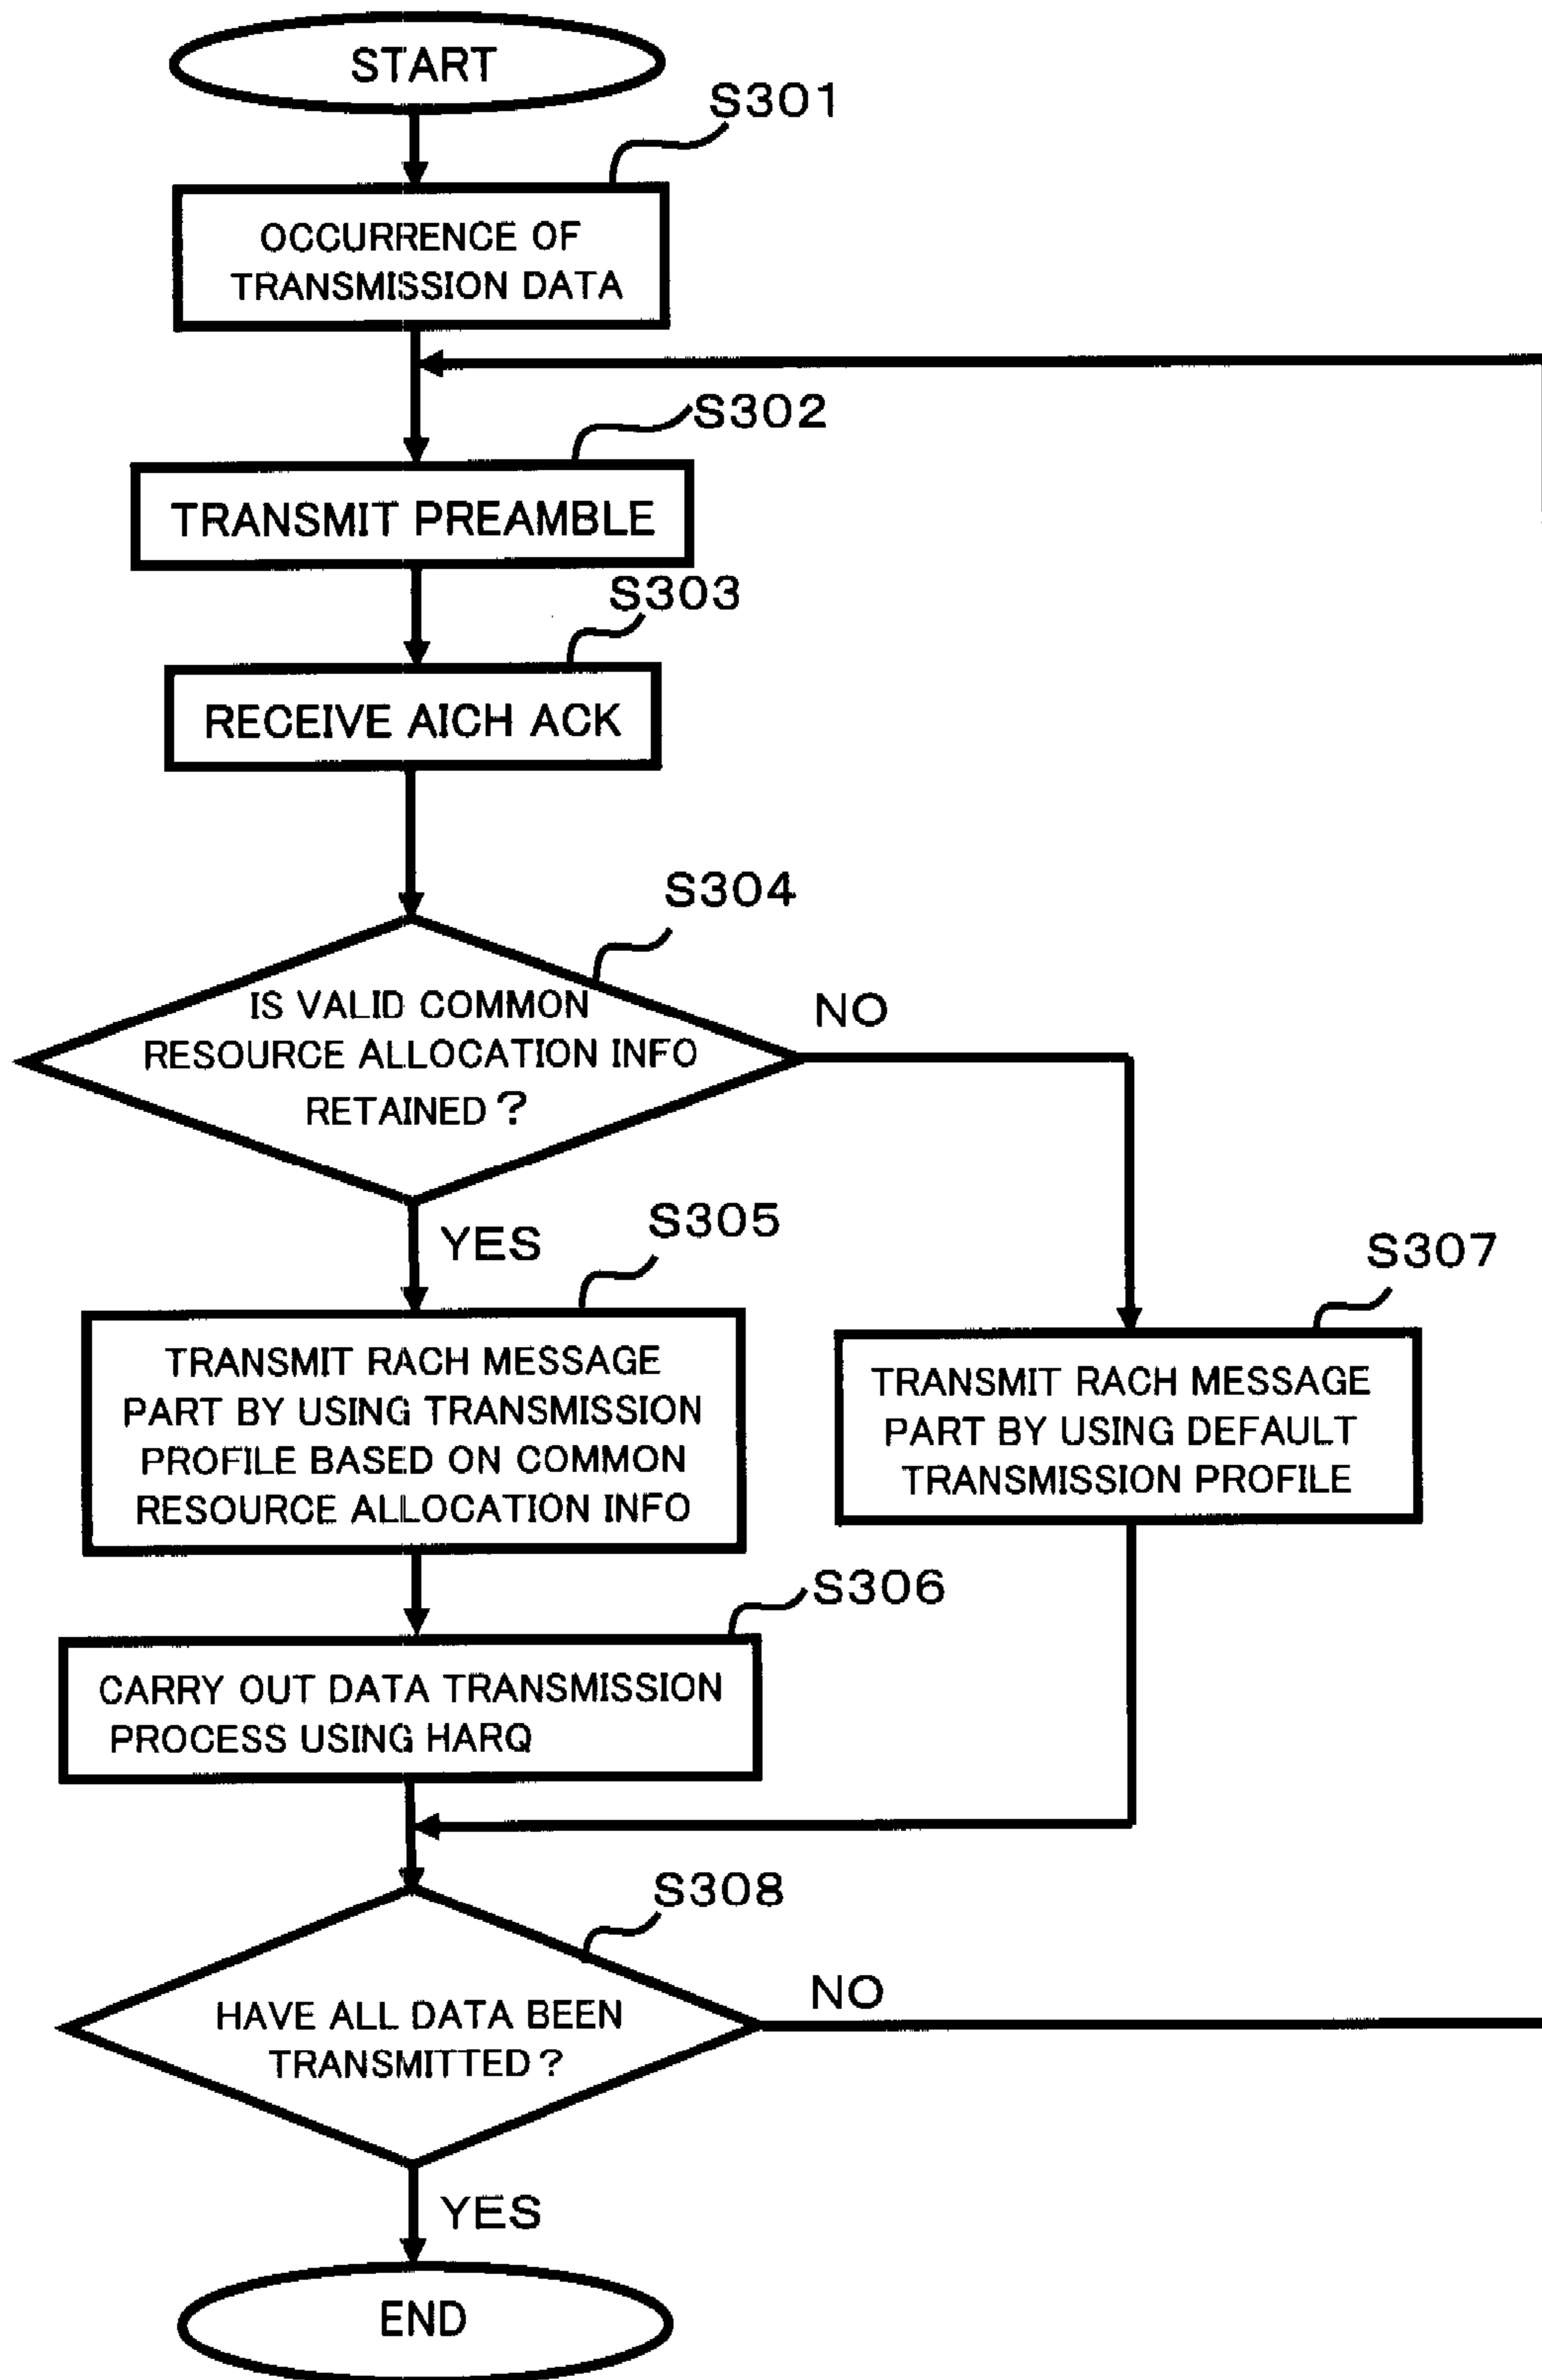 START
S301
OCCURRENCE OF
TRANSMISSION DATA
S302
TRANSMIT PREAMBLE
S303
RECEIVE AICH ACK
S304
IS VALID COMMON
RESOURCE ALLOCATION INFO
RETAINED?
NO
YES
S305
TRANSMIT RACH MESSAGE
PART BY USING TRANSMISSION
PROFILE BASED ON COMMON
RESOURCE ALLOCATION INFO
S307
TRANSMIT RACH MESSAGE
PART BY USING DEFAULT
TRANSMISSION PROFILE
S306
CARRY OUT DATA TRANSMISSION
PROCESS USING HARQ
S308
HAVE ALL DATA BEEN
TRANSMITTED?
NO
YES
END